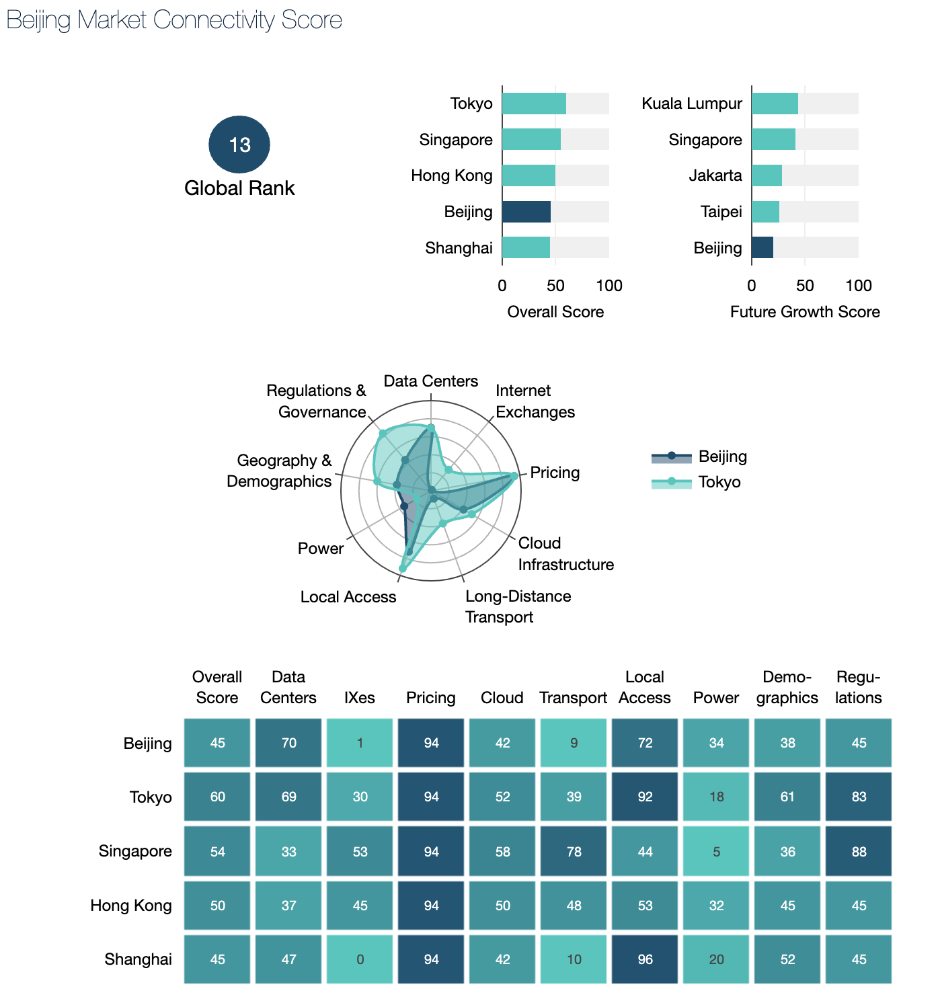 Beijing Market Connectivity Score
13
Global Rank
Tokyo
Singapore
Hong Kong
Beijing
Shanghai
0 50 100
Overall Score
Kuala Lumpur
Singapore
Jakarta
Taipei
Beijing
0 50 100
Future Growth Score
Data Centers
Internet
Exchanges
Pricing
Cloud
Infrastructure
Long-Distance
Transport
Local Access
Power
Geography &
Demographics
Regulations &
Governance
Beijing
Tokyo
Overall Data Local Demo- Regu-
Score Centers IXes Pricing Cloud Transport Access Power graphics lations
Beijing 45 70 1 94 42 9 72 34 38 45
Tokyo 60 69 30 94 52 39 92 18 61 83
Singapore 54 33 53 94 58 78 44 5 36 88
Hong Kong 50 37 45 94 50 48 53 32 45 45
Shanghai 45 47 0 94 42 10 96 20 52 45